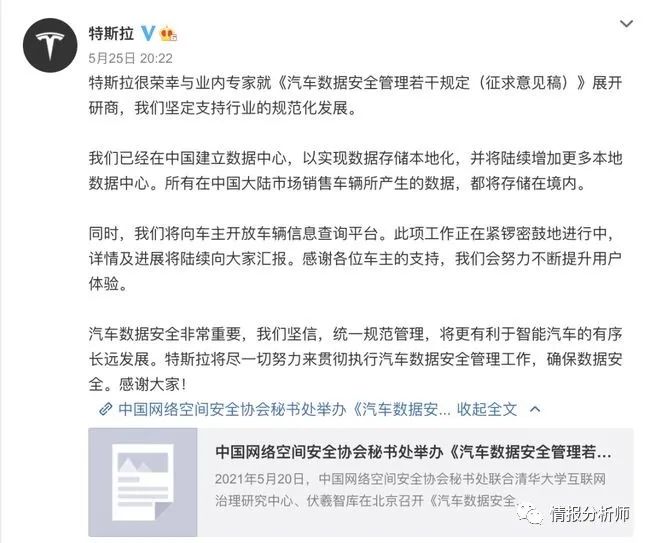 特斯拉
5月25日 20:22
特斯拉很荣幸与业内专家就《汽车数据安全管理若干规定（征求意见稿）》展开
研商，我们坚定支持行业的规范化发展。
我们已经在中国建立数据中心，以实现数据存储本地化，并将陆续增加更多本地
数据中心。所有在中国大陆市场销售车辆所产生的数据，都将存储在境内。
同时，我们将向车主开放车辆信息查询平台。此项工作正在紧锣密鼓地进行中，
详情及进展将陆续向大家汇报。感谢各位车主的支持，我们会努力不断提升用户
体验。
汽车数据安全非常重要，我们坚信，统一规范管理，将更有利于智能汽车的有序
长远发展。特斯拉将尽一切努力来贯彻执行汽车数据安全管理工作，确保数据安
全。感谢大家！
中国网络空间安全协会秘书处举办《汽车数据安... 收起全文
中国网络空间安全协会秘书处举办《汽车数据安全管理若...
2021年5月20日，中国网络空间安全协会秘书处联合清华大学互联网
治理研究中心、伏羲智库在北京召开《汽车数据安全...
情报分析师